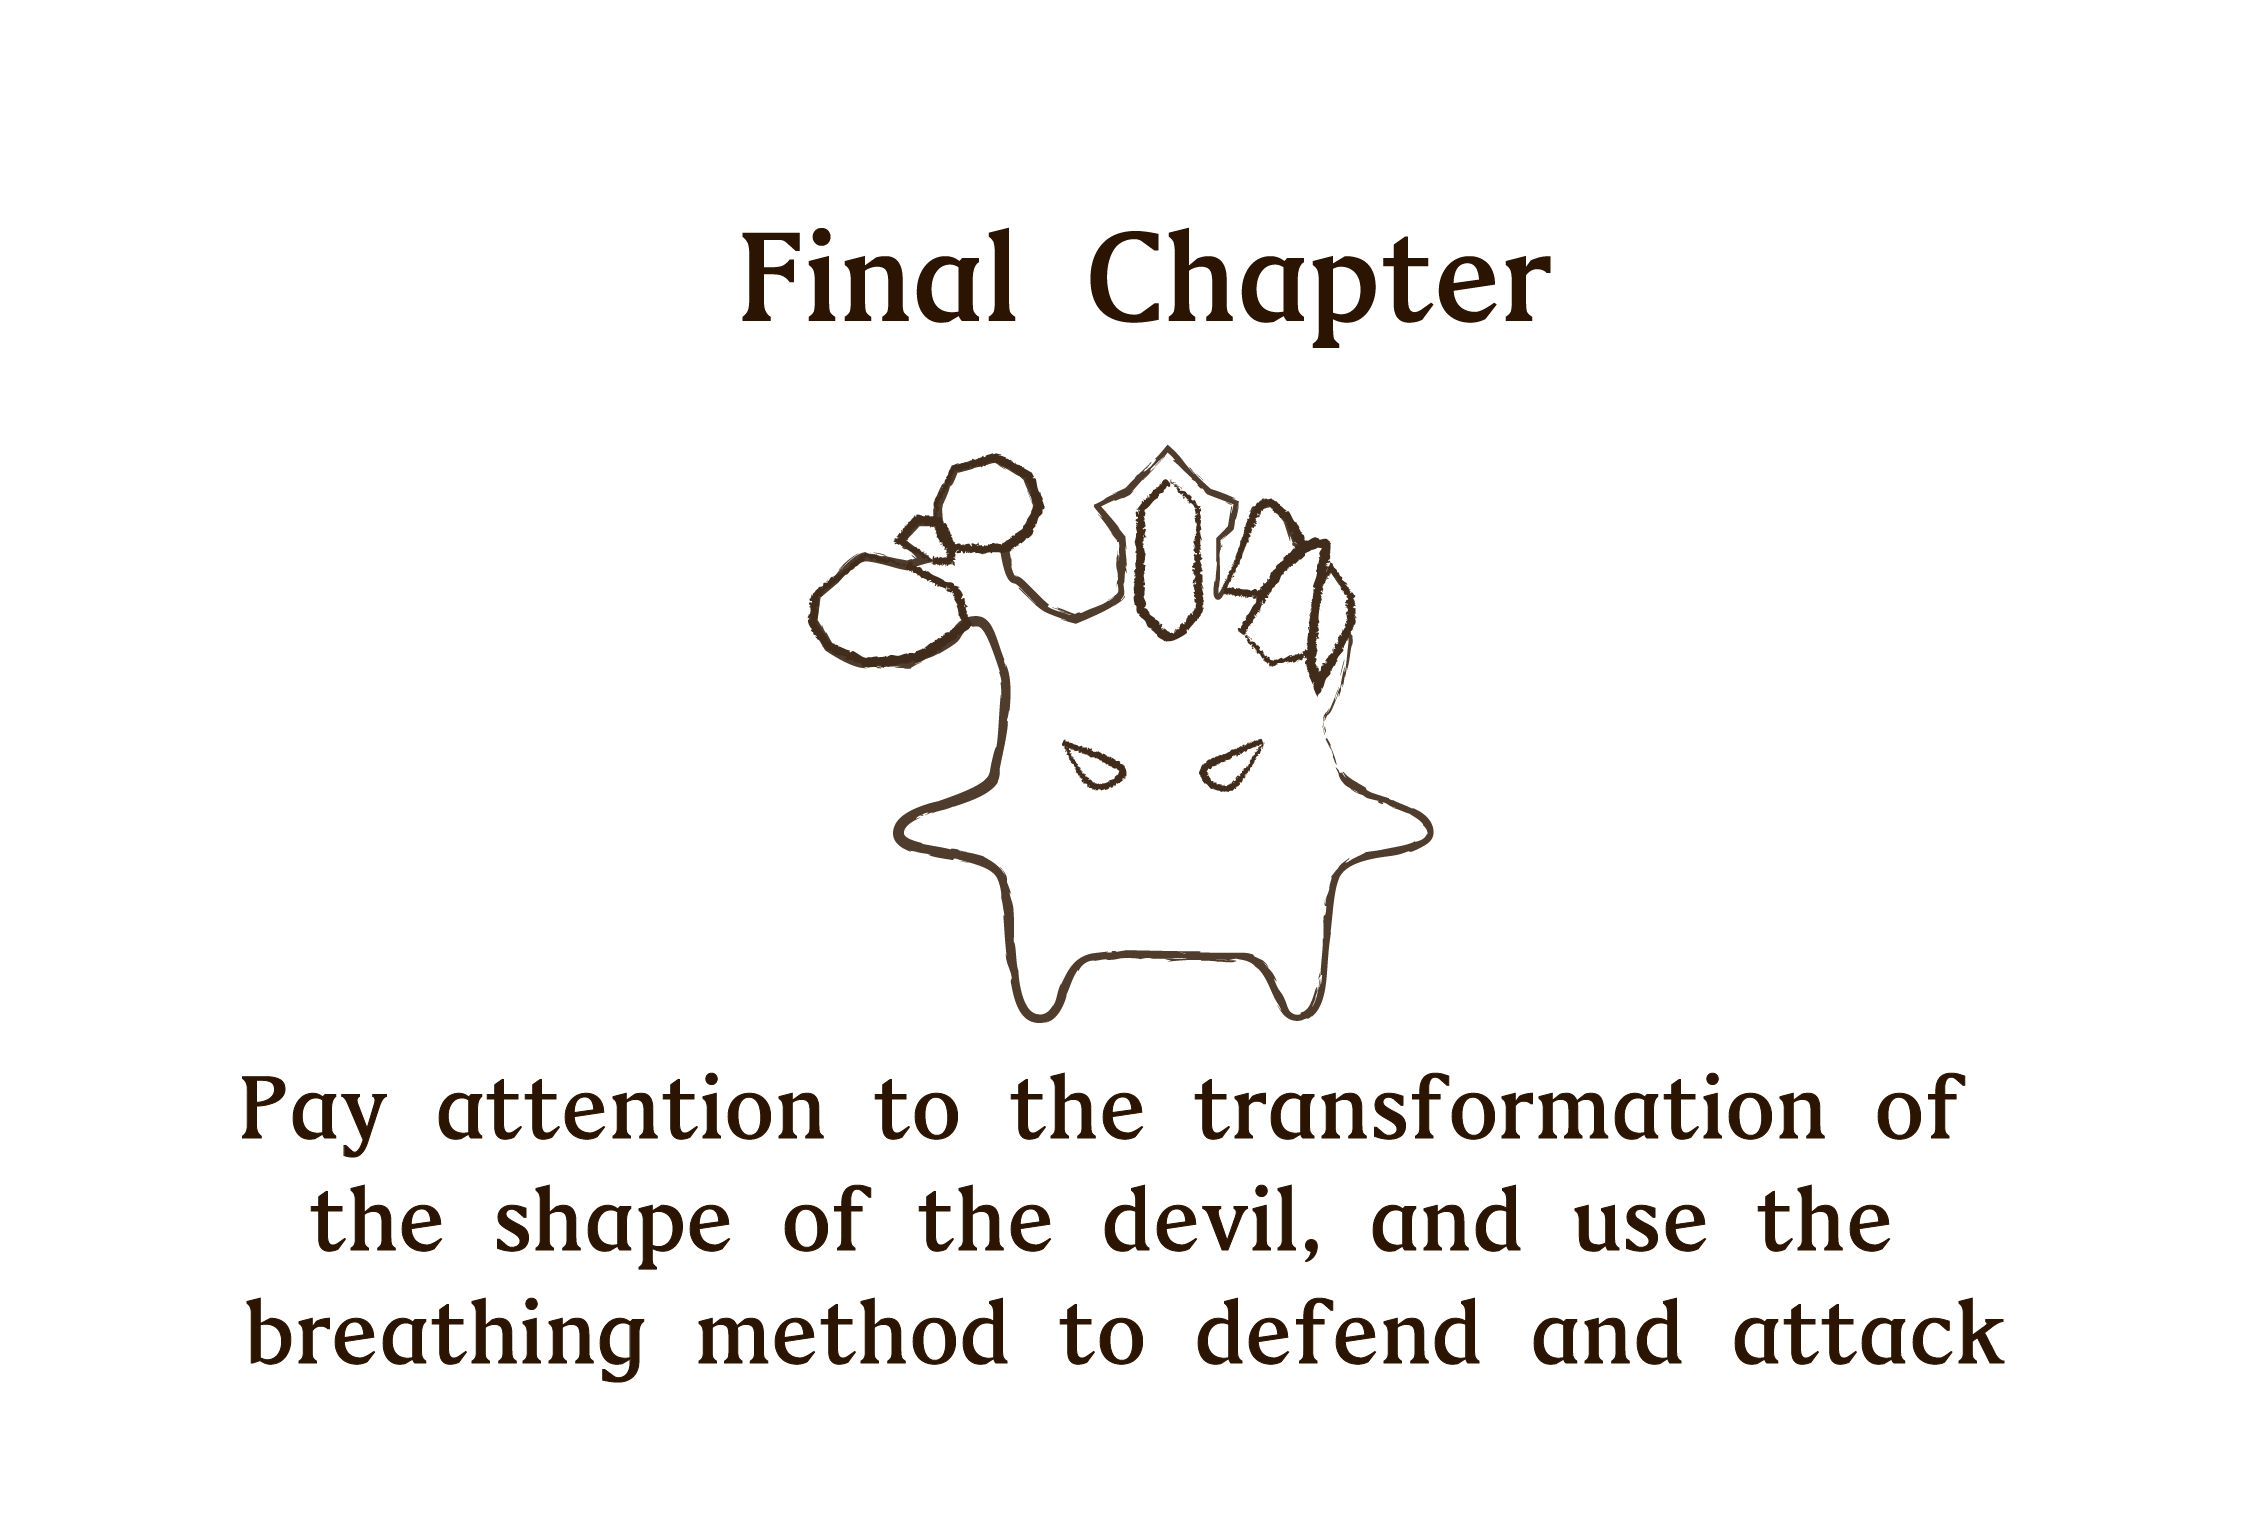 Final Chapter
Pay attention to the transformation of
the shape of the devil, and use the
breathing method to defend and attack